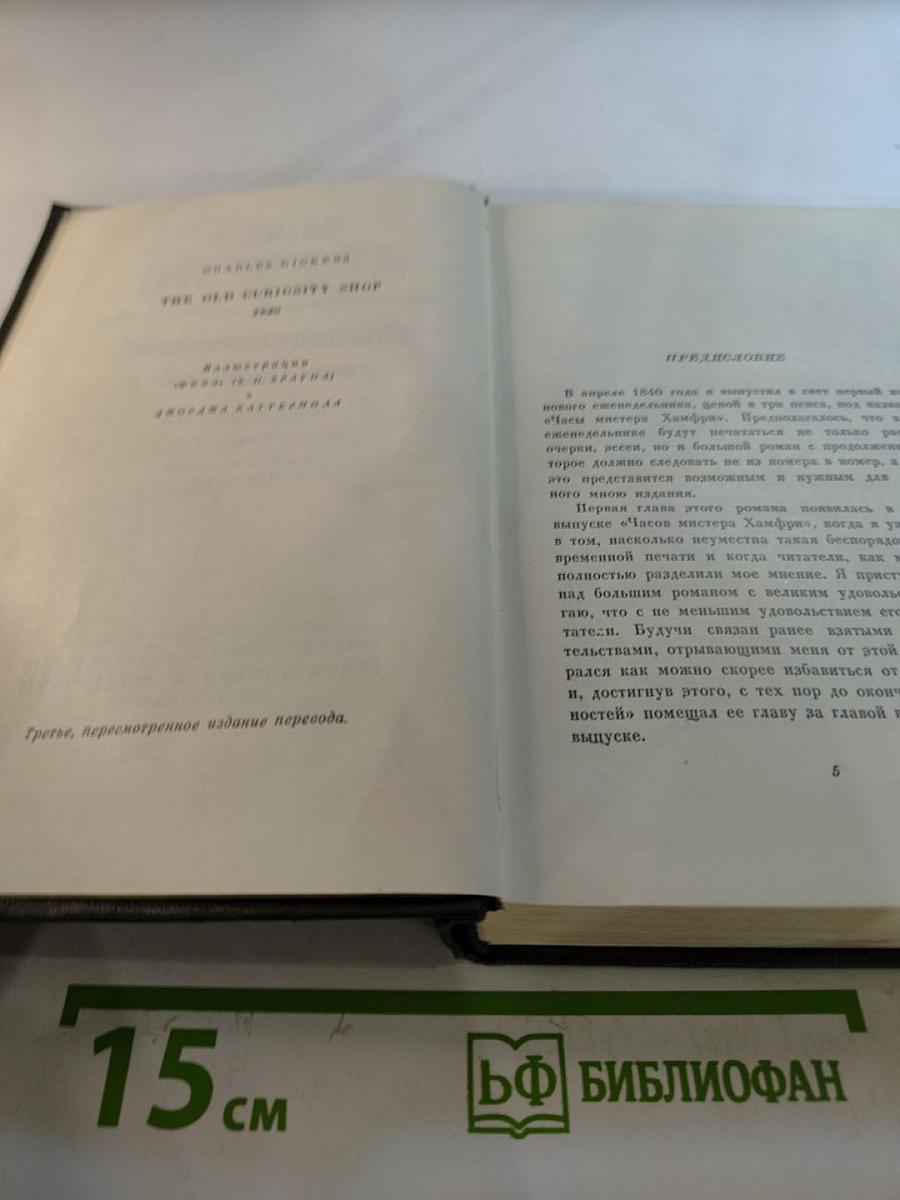 CHARLES DICKENS
THE OLD CURIOSITY SHOP
1840
Иллюстрации
«ФИЗА» (Х. Н. БРАУНА)
и
ДЖОРДЖА КАТТЕРМОЛА
Третье, пересмотренное издание перевода.
ПРЕДИСЛОВИЕ
В апреле 1840 года я выпустил в свет первый
нового еженедельника, ценой в три пенса, под
«Часы мистера Хамфри». Предполагалось, что
еженедельнике будут печататься не только
очерки, эссеи, но и большой роман с
торое должно следовать не из номера в номер, а
это представится возможным и нужным для
ного мною издания.
Первая глава этого романа появилась в
выпуске «Часов мистера Хамфри», когда я
в том, насколько неуместна такая
временной печати и когда читатели, как
полностью разделили мое мнение. Я
над большим романом с великим
гаю, что с не меньшим удовольствием
татели. Будучи связан ранее взятыми
тельствами, отрывающими меня от этой
рался как можно скорее избавиться от
и, достигнув этого, с тех пор до
ностей» помещал ее главу за главой
выпуске.
5
15 см
БФ БИБЛИОФАН